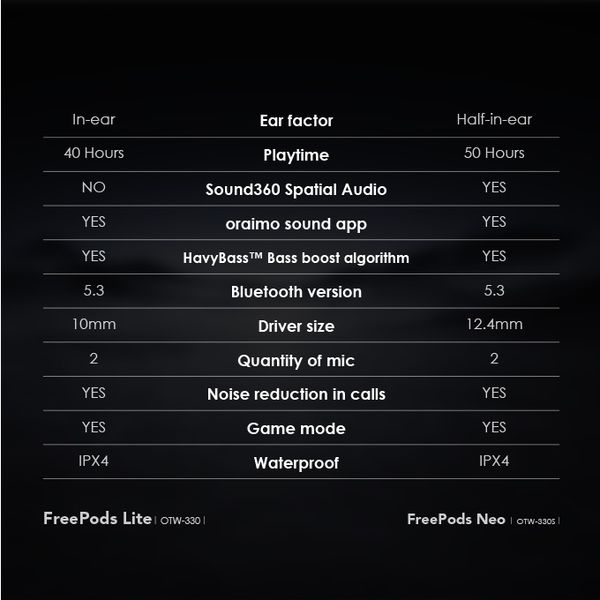 In-ear Ear factor Half-in-ear
40 Hours Playtime 50 Hours
NO Sound360 Spatial Audio YES
YES oraimo sound app YES
YES HavyBass™ Bass boost algorithm YES
5.3 Bluetooth version 5.3
10mm Driver size 12.4mm
2 Quantity of mic 2
YES Noise reduction in calls YES
YES Game mode YES
IPX4 Waterproof IPX4
FreePods Lite | OTW-330 | FreePods Neo | OTW-330S |